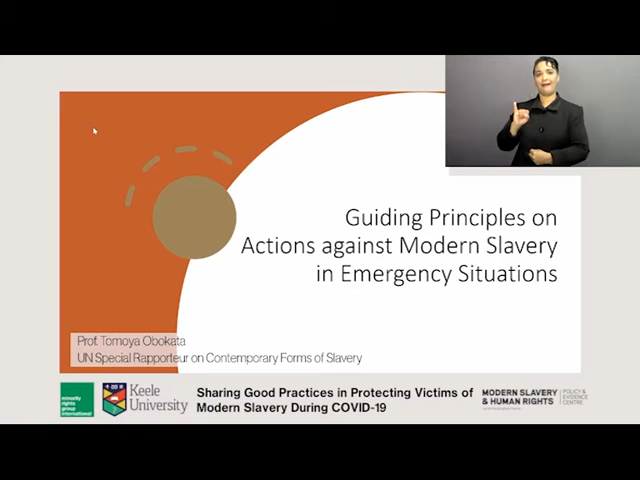 Guiding Principles on
Actions against Modern Slavery
in Emergency Situations
Prof. Tomoya Obokata
UN Special Rapporteur on Contemporary Forms of Slavery
minority
rights
group
international
Keele
University
Sharing Good Practices in Protecting Victims of
Modern Slavery During COVID-19
MODERN SLAVERY
& HUMAN RIGHTS
POLICY &
EVIDENCE
CENTRE